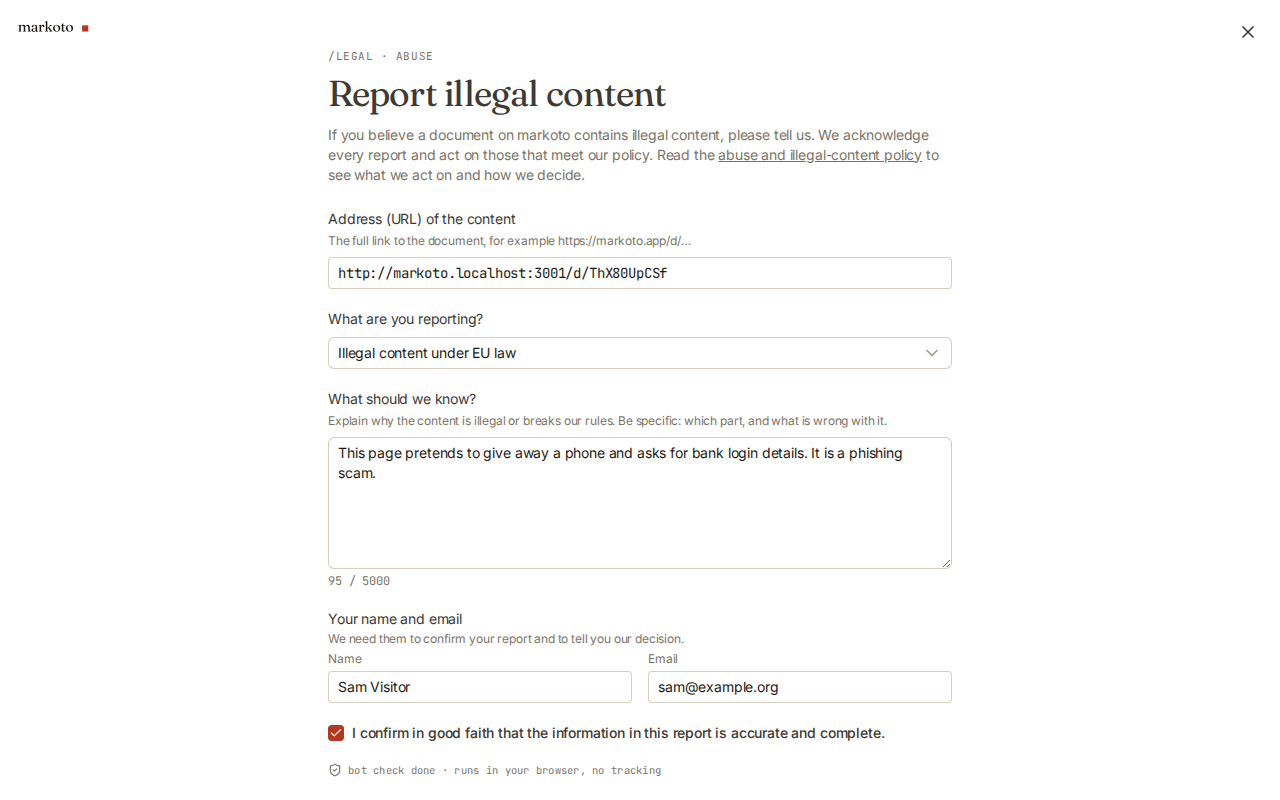 markoto
/LEGAL · ABUSE
Report illegal content
If you believe a document on markoto contains illegal content, please tell us. We acknowledge
every report and act on those that meet our policy. Read the abuse and illegal-content policy to
see what we act on and how we decide.
Address (URL) of the content
The full link to the document, for example https://markoto.app/d/…
http://markoto.localhost:3001/d/ThX80UpCSf
What are you reporting?
Illegal content under EU law
What should we know?
Explain why the content is illegal or breaks our rules. Be specific: which part, and what is wrong with it.
This page pretends to give away a phone and asks for bank login details. It is a phishing
scam.
95 / 5000
Your name and email
We need them to confirm your report and to tell you our decision.
Name
Email
Sam Visitor
sam@example.org
I confirm in good faith that the information in this report is accurate and complete.
bot check done · runs in your browser, no tracking